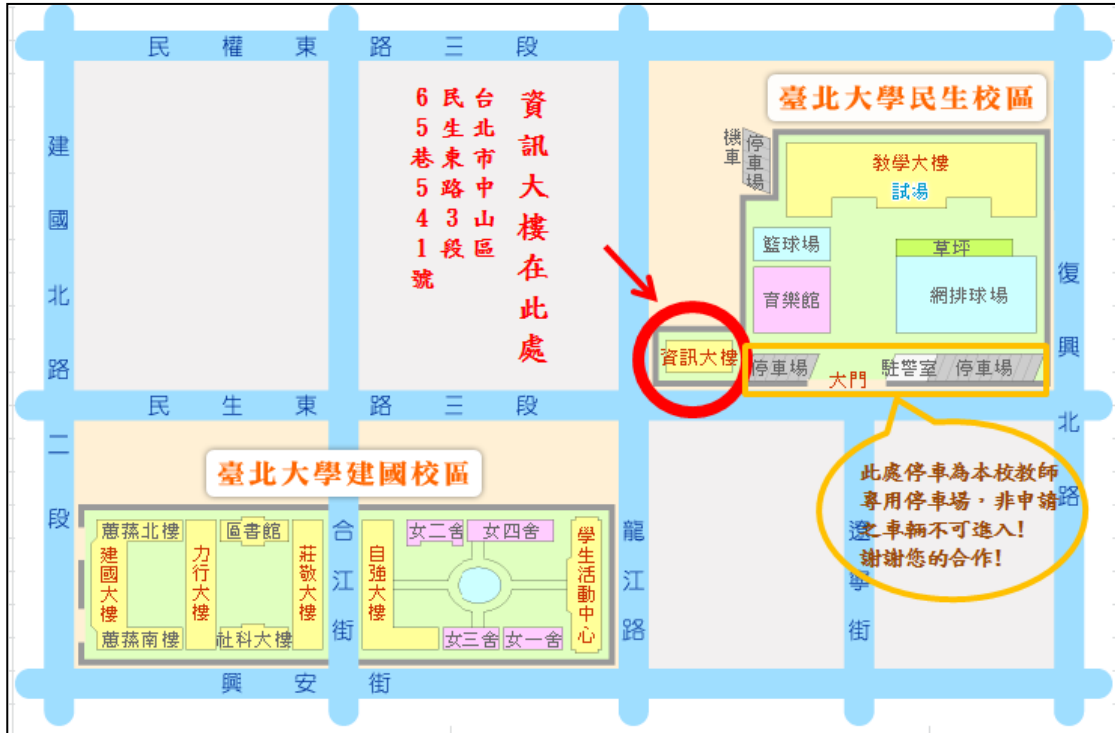 民權東路三段
臺北大學民生校區
資訊大樓在此處
台北市中山區
民生東路3段
65巷5541號
機車
停車場
教學大樓
試場
建國北路二段
籃球場
草坪
復興北路
育樂館
網排球場
資訊大樓
停車場
大門
駐警室
停車場
民生東路三段
臺北大學建國校區
此處停車為本校教師
專用停車場，非申請
之車輛不可進入!
謝謝您的合作!
蕙蓀北樓
圖書館
合江街
女二舍
女四舍
龍江路
遼寧街
建國大樓
力行大樓
莊敬大樓
自強大樓
學生活動中心
蕙蓀南樓
社科大樓
女三舍
女一舍
興安街